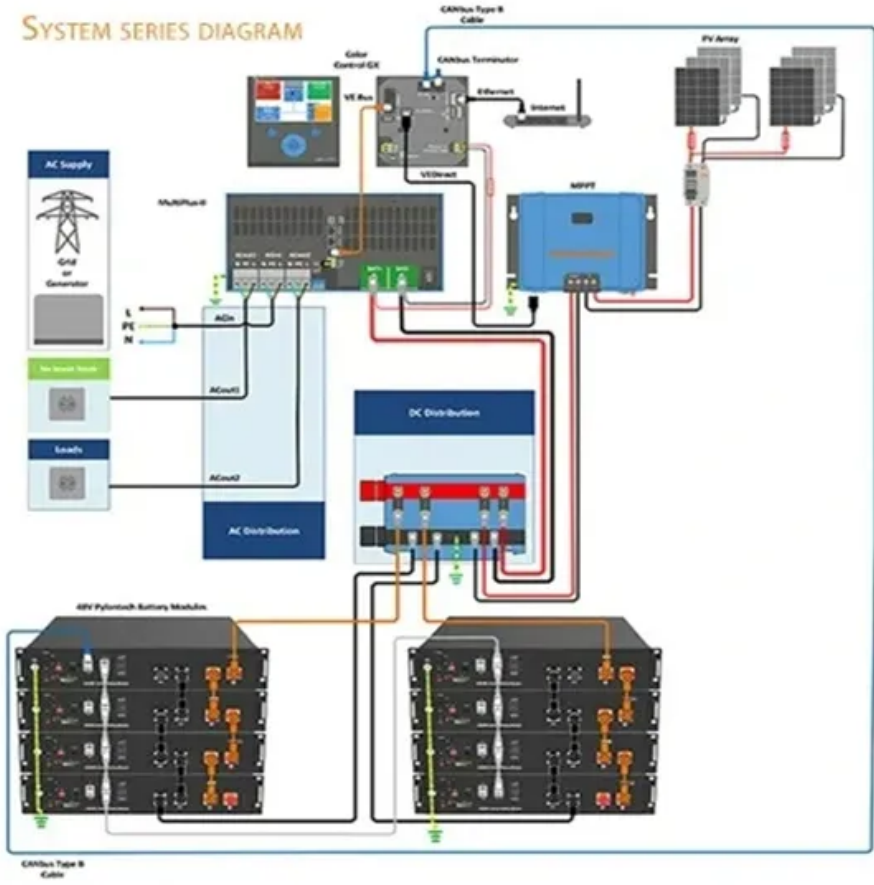 SYSTEM SERIES DIAGRAM
CANbus Type B
Cable
Color
Control GX
CANbus Terminator
PV Array
VE Bus
Ethernet
Internet
AC Supply
VEDirect
MPPT
MultiPlus-II
Grid
or
Generator
L
PE
N
ACin
ACout1
DC Distribution
Loads
ACout2
AC Distribution
48V Pylontech Battery Modules
CANbus Type B
Cable